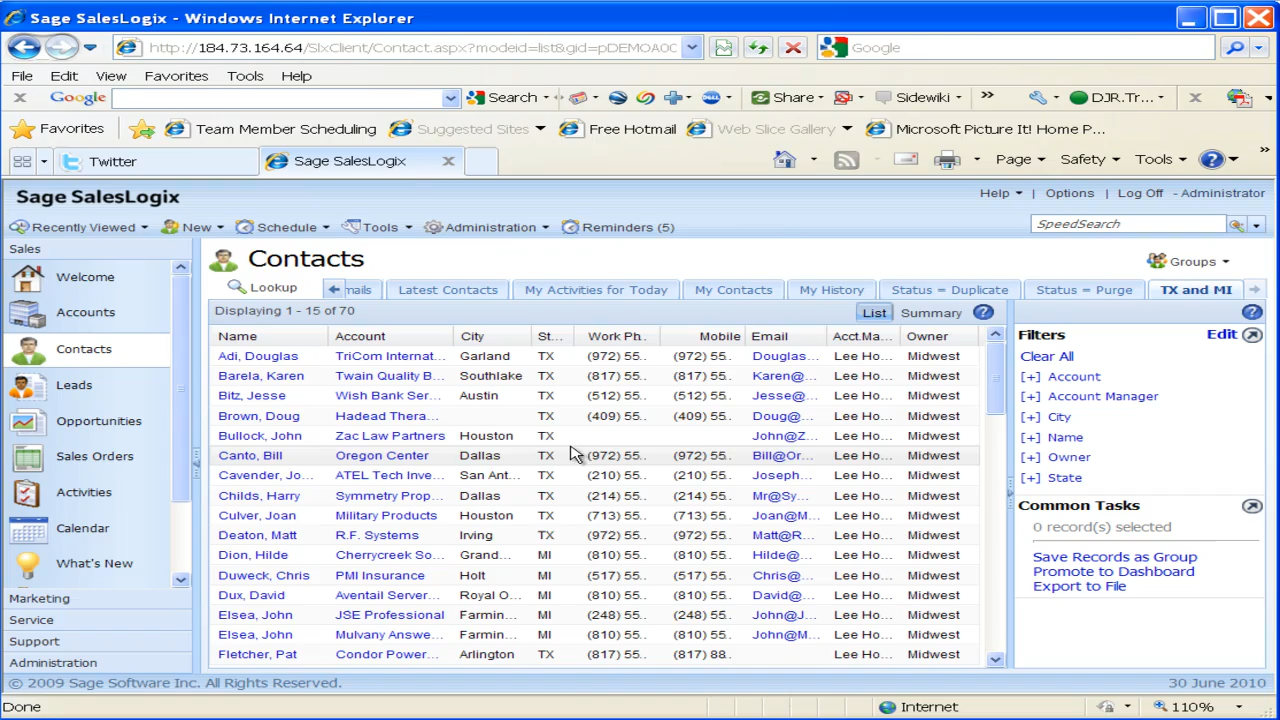 Sage SalesLogix - Windows Internet Explorer
http://184.73.164.64/SlxClient/Contact.aspx?modeid=list&gid=pDEMOA0C
Google
File Edit View Favorites Tools Help
Google Search Share Sidewiki » DJR.Tr...
Favorites Team Member Scheduling Suggested Sites Free Hotmail Web Slice Gallery Microsoft Picture It! Home P...
Twitter Sage SalesLogix Page Safety Tools »
Sage SalesLogix Help | Options | Log Off - Administrator
Recently Viewed New Schedule Tools Administration Reminders (5) SpeedSearch
Sales
Welcome
Accounts
Contacts
Leads
Opportunities
Sales Orders
Activities
Calendar
What's New
Marketing
Service
Support
Administration
Contacts Groups
Lookup mails Latest Contacts My Activities for Today My Contacts My History Status = Duplicate Status = Purge TX and MI
Displaying 1 - 15 of 70 List Summary
Name Account City St... Work Ph.. Mobile Email Acct.Ma... Owner
Adi, Douglas TriCom Internat... Garland TX (972) 55.. (972) 55.. Douglas... Lee Ho... Midwest
Barela, Karen Twain Quality B... Southlake TX (817) 55.. (817) 55.. Karen@... Lee Ho... Midwest
Bitz, Jesse Wish Bank Ser... Austin TX (512) 55.. (512) 55.. Jesse@... Lee Ho... Midwest
Brown, Doug Hadead Thera... TX (409) 55.. (409) 55.. Doug@... Lee Ho... Midwest
Bullock, John Zac Law Partners Houston TX John@Z... Lee Ho... Midwest
Canto, Bill Oregon Center Dallas TX (972) 55.. (972) 55.. Bill@Or... Lee Ho... Midwest
Cavender, Jo... ATEL Tech Inve... San Ant... TX (210) 55.. (210) 55.. Joseph... Lee Ho... Midwest
Childs, Harry Symmetry Prop... Dallas TX (214) 55.. (214) 55.. Mr@Sy... Lee Ho... Midwest
Culver, Joan Military Products Houston TX (713) 55.. (713) 55.. Joan@M... Lee Ho... Midwest
Deaton, Matt R.F. Systems Irving TX (972) 55.. (972) 55.. Matt@R... Lee Ho... Midwest
Dion, Hilde Cherrycreek So... Grand... MI (810) 55.. (810) 55.. Hilde@... Lee Ho... Midwest
Duweck, Chris PMI Insurance Holt MI (517) 55.. (517) 55.. Chris@... Lee Ho... Midwest
Dux, David Aventail Server... Royal O... MI (810) 55.. (810) 55.. David@... Lee Ho... Midwest
Elsea, John JSE Professional Farmin... MI (248) 55.. (810) 55.. John@J... Lee Ho... Midwest
Elsea, John Mulvany Answe... Farmin... MI (810) 55.. (810) 55.. John@M... Lee Ho... Midwest
Fletcher, Pat Condor Power... Arlington TX (817) 55.. (817) 88.. Lee Ho... Midwest
Filters Edit
Clear All
[+] Account
[+] Account Manager
[+] City
[+] Name
[+] Owner
[+] State
Common Tasks
0 record(s) selected
Save Records as Group
Promote to Dashboard
Export to File
© 2009 Sage Software Inc. All Rights Reserved. 30 June 2010
Done Internet 110%